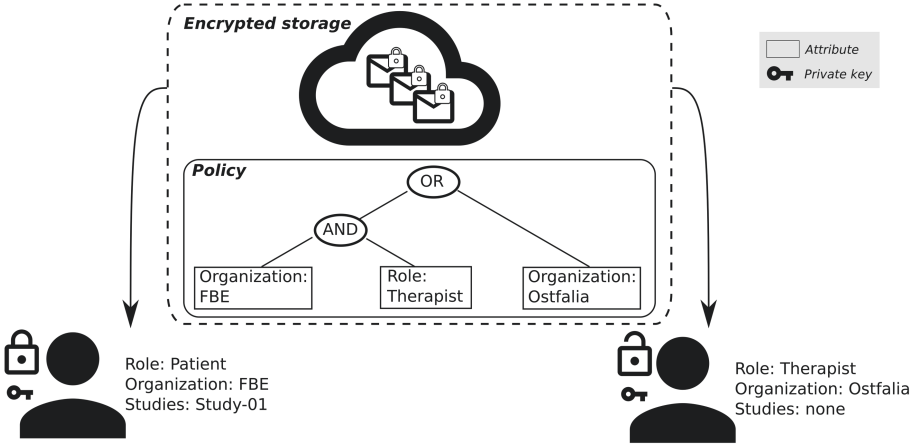 Encrypted storage
Attribute
Private key
Policy
OR
AND
Organization:
FBE
Role:
Therapist
Organization:
Ostfalia
Role: Patient
Organization: FBE
Studies: Study-01
Role: Therapist
Organization: Ostfalia
Studies: none